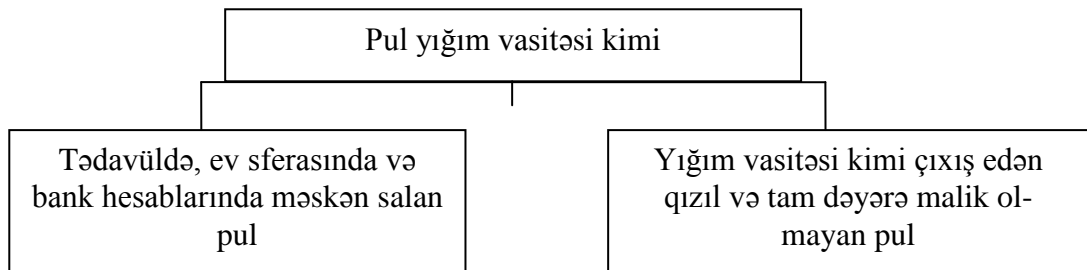 Pul yığım vasitəsi kimi
Tədavüldə, ev sferasında və
bank hesablarında məskən salan
pul
Yığım vasitəsi kimi çıxış edən
qızıl və tam dəyərə malik ol-
mayan pul